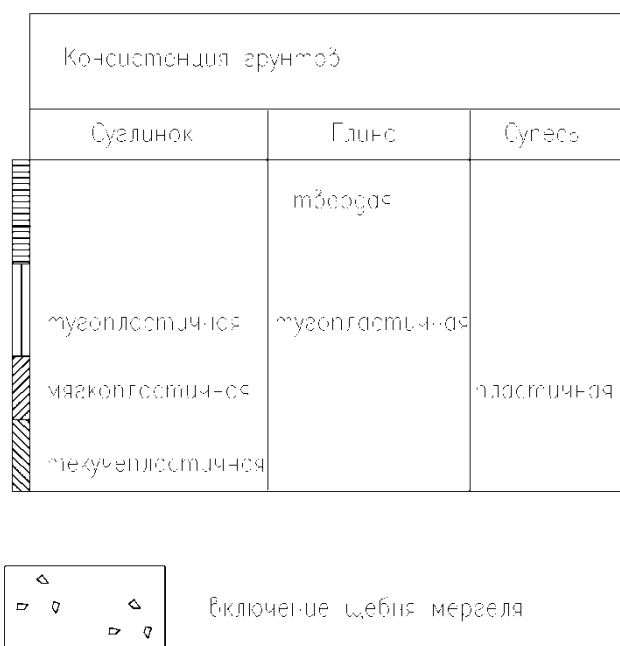 Консистенция грунтов
Суглинок Глина Супесь
твердая
тугопластичная тугопластичная
мягкопластичная пластичная
текучепластичная
включение щебня мергеля